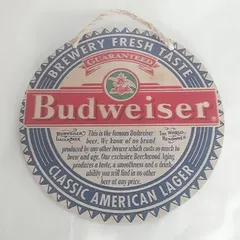 BREWERY FRESH TASTE
GUARANTEED
Budweiser
This is the famous Budweiser
beer. We know of no brand
produced by any other brewer which costs so much to
brew and age. Our exclusive Beechwood Aging
produces a taste, a smoothness and a drink-
ability you will find in no other
beer at any price.
CLASSIC AMERICAN LAGER